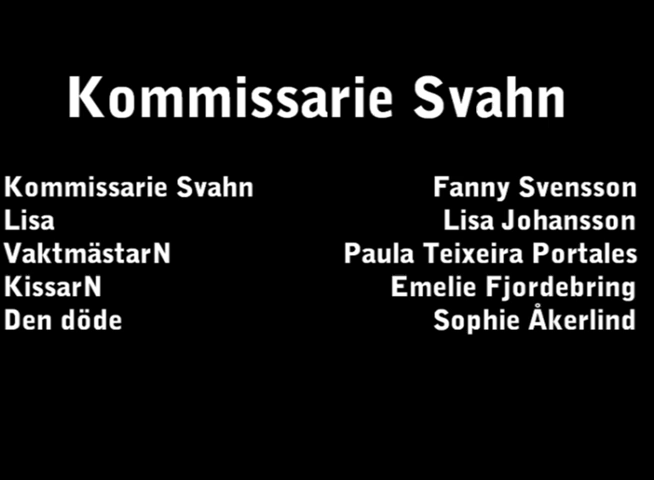 Kommissarie Svahn
Kommissarie Svahn Fanny Svensson
Lisa Lisa Johansson
VaktmästarN Paula Teixeira Portales
KissarN Emelie Fjordebring
Den döde Sophie Åkerlind